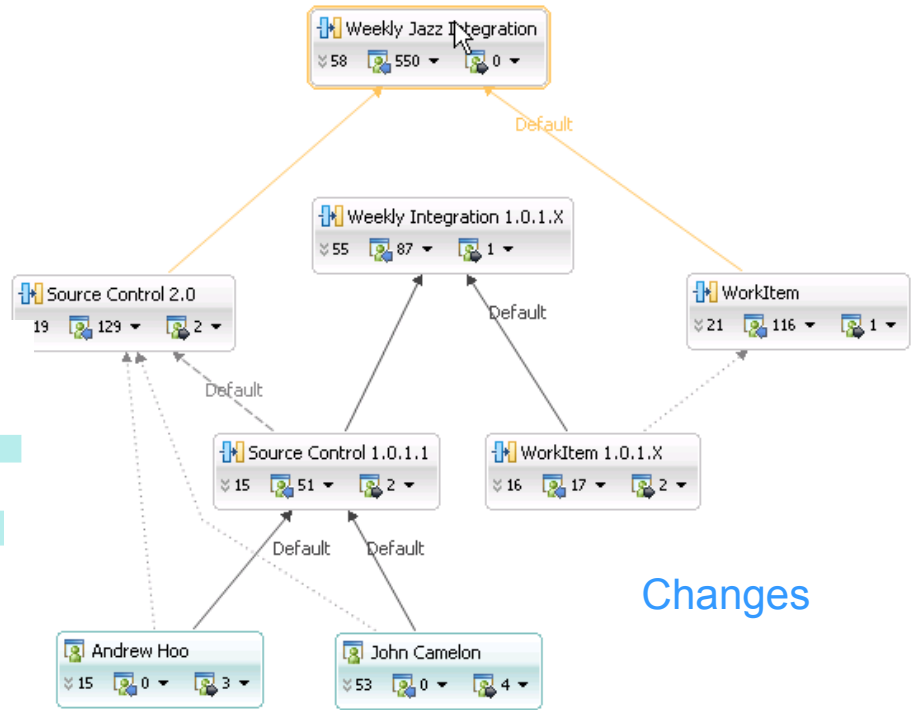 Weekly Jazz Integration
58 550 0
Default
Weekly Integration 1.0.1.X
55 87 1
Source Control 2.0
19 129 2
WorkItem
21 116 1
Default
Default
Source Control 1.0.1.1
15 51 2
WorkItem 1.0.1.X
16 17 2
Default Default
Changes
Andrew Hoo
15 0 3
John Camelon
53 0 4